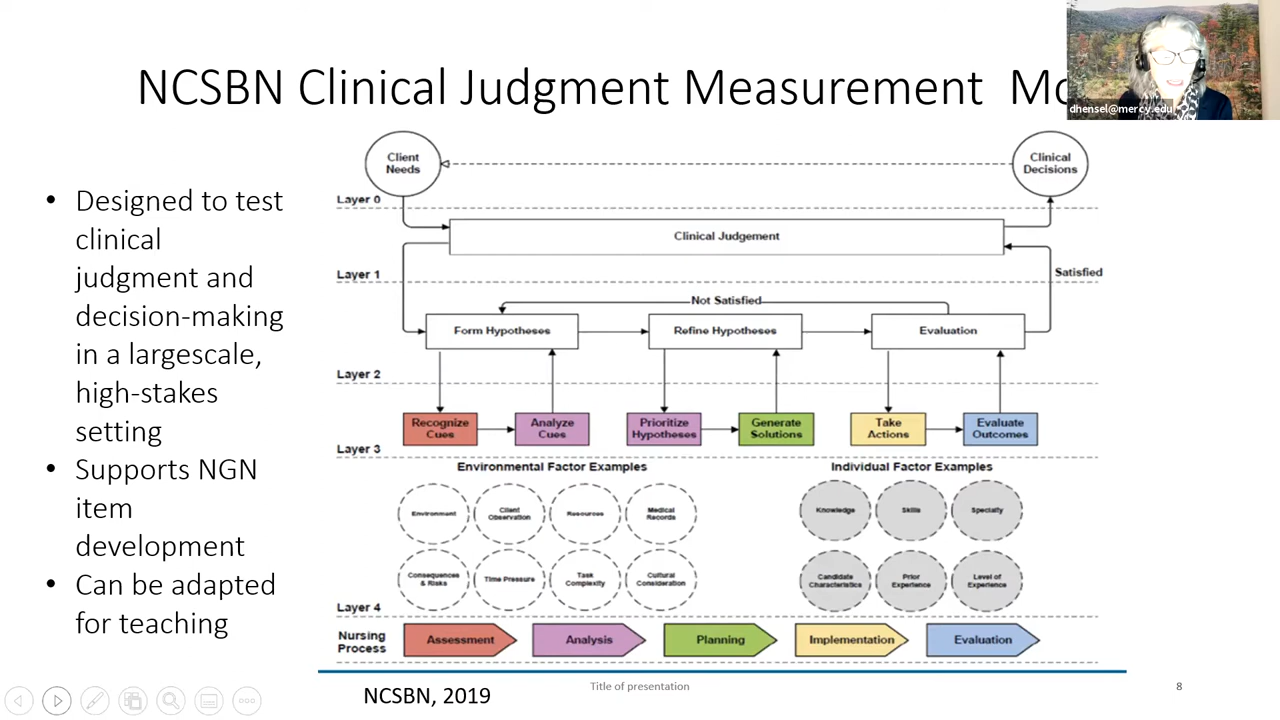 NCSBN Clinical Judgment Measurement Mo
dhensel@mercy.edu
• Designed to test
clinical
judgment and
decision-making
in a largescale,
high-stakes
setting
• Supports NGN
item
development
• Can be adapted
for teaching
Client
Needs
Clinical
Decisions
Layer 0
Clinical Judgement
Layer 1
Satisfied
Not Satisfied
Form Hypotheses
Refine Hypotheses
Evaluation
Layer 2
Recognize
Cues
Analyze
Cues
Prioritize
Hypotheses
Generate
Solutions
Take
Actions
Evaluate
Outcomes
Layer 3
Environmental Factor Examples
Individual Factor Examples
Environment
Client
Observation
Resources
Medical
Records
Knowledge
Skills
Specialty
Consequences
& Risks
Time Pressure
Task
Complexity
Cultural
Consideration
Candidate
Characteristics
Prior
Experience
Level of
Experience
Layer 4
Nursing
Process
Assessment
Analysis
Planning
Implementation
Evaluation
NCSBN, 2019
Title of presentation
8